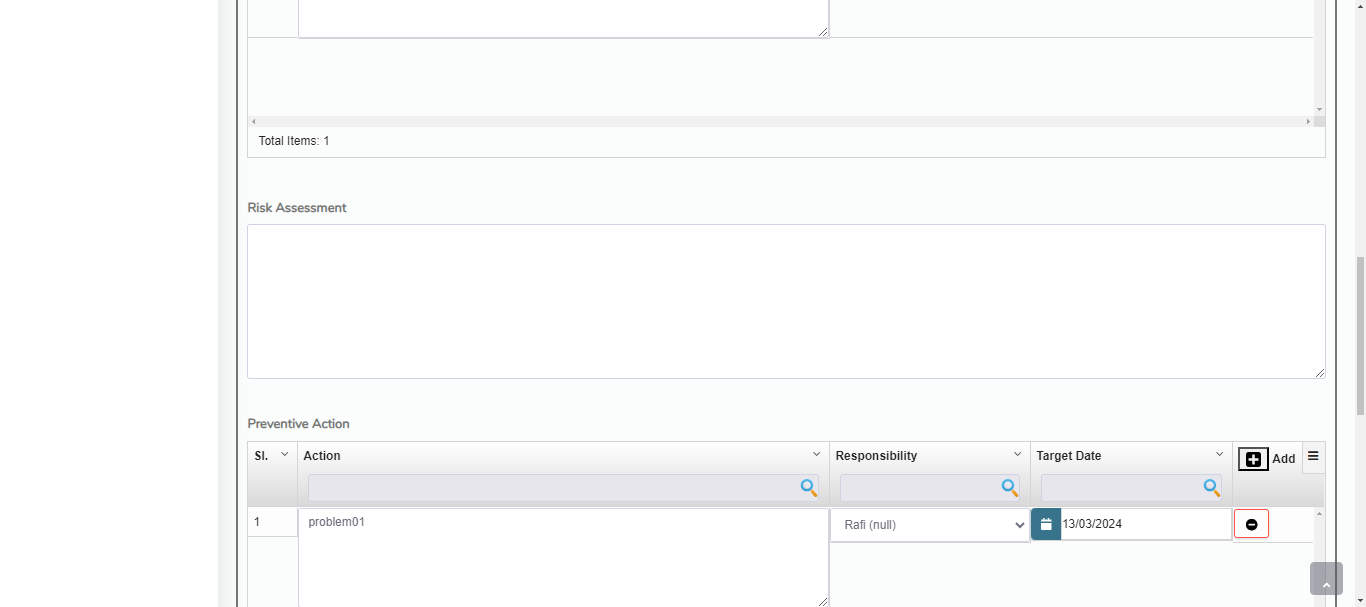 Total Items: 1
Risk Assessment
Preventive Action
Sl. Action Responsibility Target Date Add
1 problem01 Rafi (null) 13/03/2024